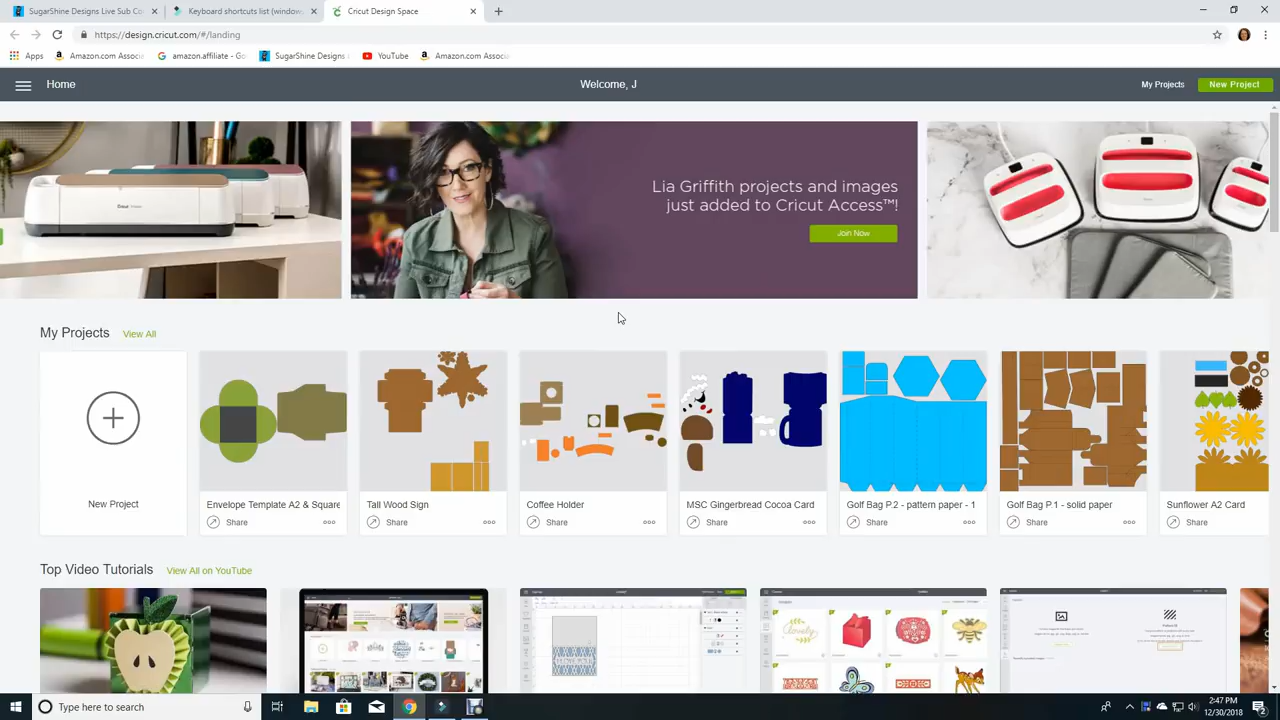 SugarShine Designs Live Sub Co
Keyboard shortcuts list (window
Cricut Design Space
https://design.cricut.com/#/landing
Apps
Amazon.com Associa
amazon.affiliate - Go
SugarShine Designs
YouTube
Amazon.com Assoc
Home
Welcome, J
My Projects
New Project
Lia Griffith projects and images
just added to Cricut Access™!
Join Now
My Projects
View All
New Project
Envelope Template A2 & Square
Share
Tall Wood Sign
Share
Coffee Holder
Share
MSC Gingerbread Cocoa Card
Share
Golf Bag P.2 - pattern paper - 1
Share
Golf Bag P.1 - solid paper
Share
Sunflower A2 Card
Share
Top Video Tutorials
View All on YouTube
Type here to search
2:47 PM
12/30/2018
2